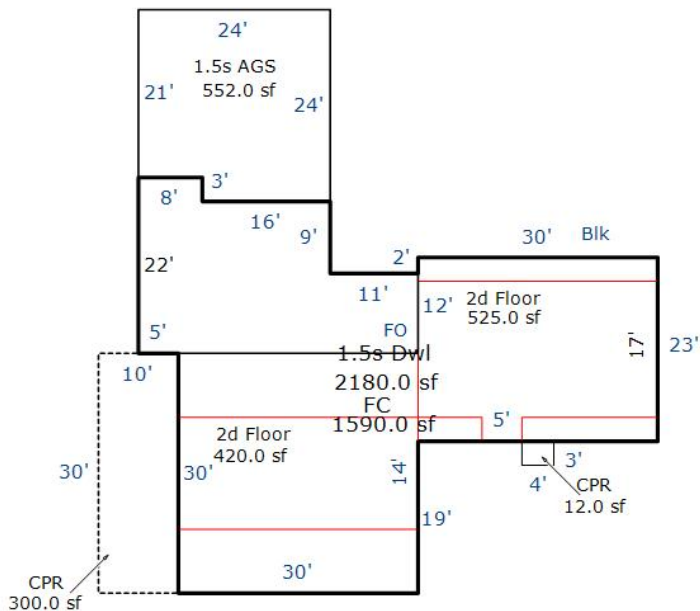 24'
1.5s AGS
552.0 sf
21'
24'
3'
8'
16'
9'
22'
2'
30'
Blk
11'
12'
2d Floor
525.0 sf
17'
23'
5'
FO
1.5s Dwl
10'
2180.0 sf
FC
1590.0 sf
5'
2d Floor
420.0 sf
30'
30'
14'
3'
4'
CPR
12.0 sf
19'
30'
CPR
300.0 sf